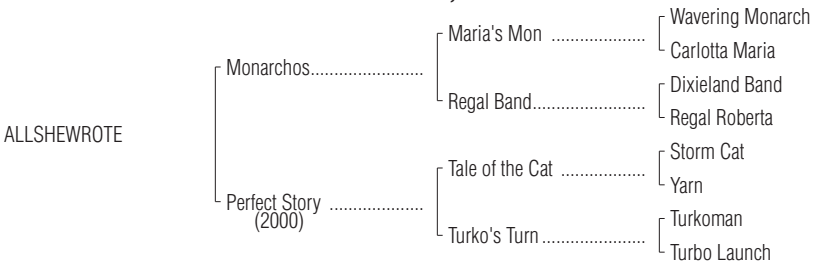 Wavering Monarch
Maria's Mon ....................
Carlotta Maria
Monarchos........................
Dixieland Band
Regal Band........................
Regal Roberta
ALLSHEWROTE
Storm Cat
Tale of the Cat ..................
Yarn
Perfect Story ....................
(2000)
Turkoman
Turko's Turn......................
Turbo Launch